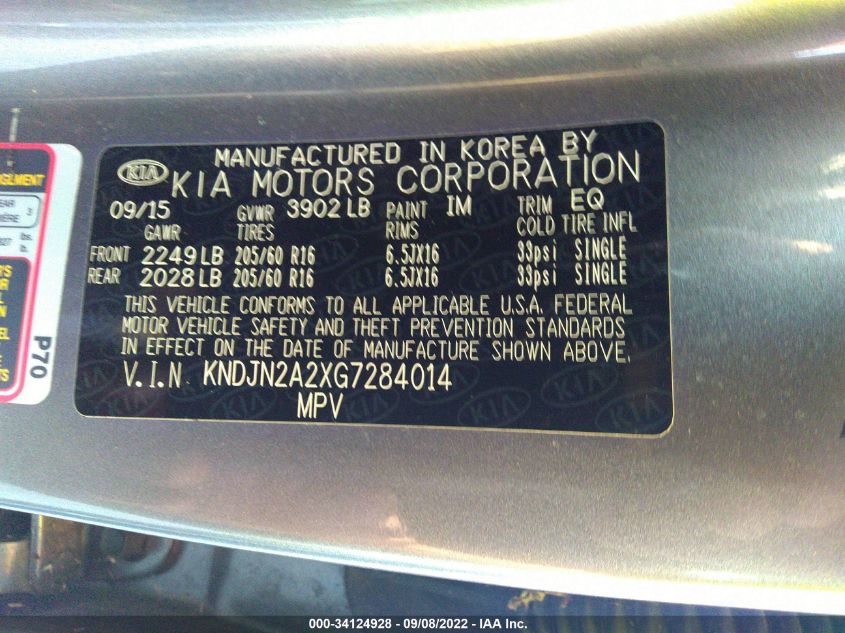 MANUFACTURED IN KOREA BY
KIA KIA MOTORS CORPORATION
09/15 GVWR 3902 LB PAINT IM TRIM EQ
GAWR TIRES RIMS COLD TIRE INFL
FRONT 2249 LB 205/60 R16 6.5JX16 33psi SINGLE
REAR 2028 LB 205/60 R16 6.5JX16 33psi SINGLE
THIS VEHICLE CONFORMS TO ALL APPLICABLE U.S.A. FEDERAL
MOTOR VEHICLE SAFETY AND THEFT PREVENTION STANDARDS
IN EFFECT ON THE DATE OF MANUFACTURE SHOWN ABOVE.
V.I.N KNDJN2A2XG7284014
MPV
P70
000-34124928 - 09/08/2022 - IAA Inc.